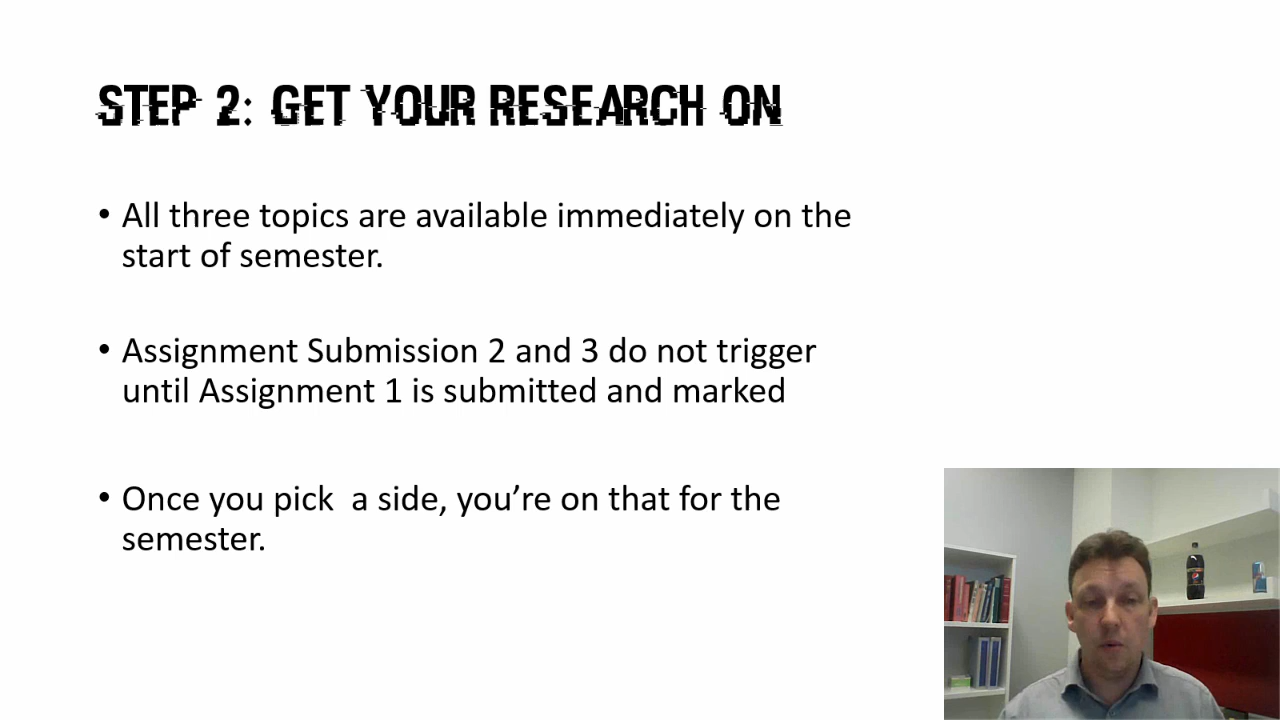 STEP 2: GET YOUR RESEARCH ON
• All three topics are available immediately on the
start of semester.
• Assignment Submission 2 and 3 do not trigger
until Assignment 1 is submitted and marked
• Once you pick  a side, you’re on that for the
semester.